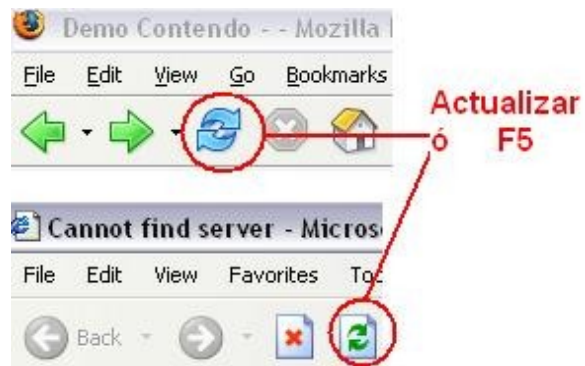 Demo Contendo - - Mozilla
File Edit View Go Bookmarks
Actualizar
ó F5
Cannot find server - Micros
File Edit View Favorites
Back